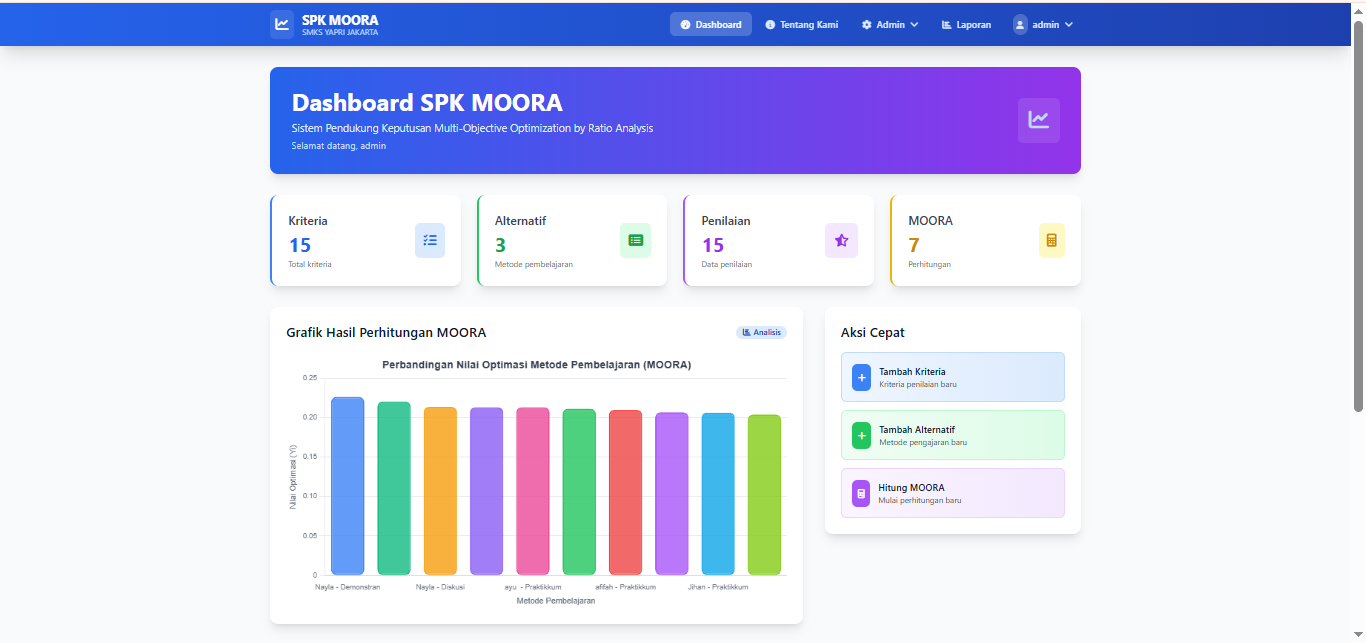 SPK MOORA
SMKS YAPRI JAKARTA
Dashboard
Tentang Kami
Admin
Laporan
admin
Dashboard SPK MOORA
Sistem Pendukung Keputusan Multi-Objective Optimization by Ratio Analysis
Selamat datang, admin
Kriteria
15
Total kriteria
Alternatif
3
Metode pembelajaran
Penilaian
15
Data penilaian
MOORA
7
Perhitungan
Grafik Hasil Perhitungan MOORA
Analisis
Perbandingan Nilai Optimasi Metode Pembelajaran (MOORA)
0.25
0.20
0.15
0.10
0.05
0
Nilai Optimasi (Yi)
Nayla - Demonstran
Nayla - Diskusi
ayu - Praktikkum
afifah - Praktikkum
Jihan - Praktikkum
Metode Pembelajaran
Aksi Cepat
Tambah Kriteria
Kriteria penilaian baru
Tambah Alternatif
Metode pengajaran baru
Hitung MOORA
Mulai perhitungan baru